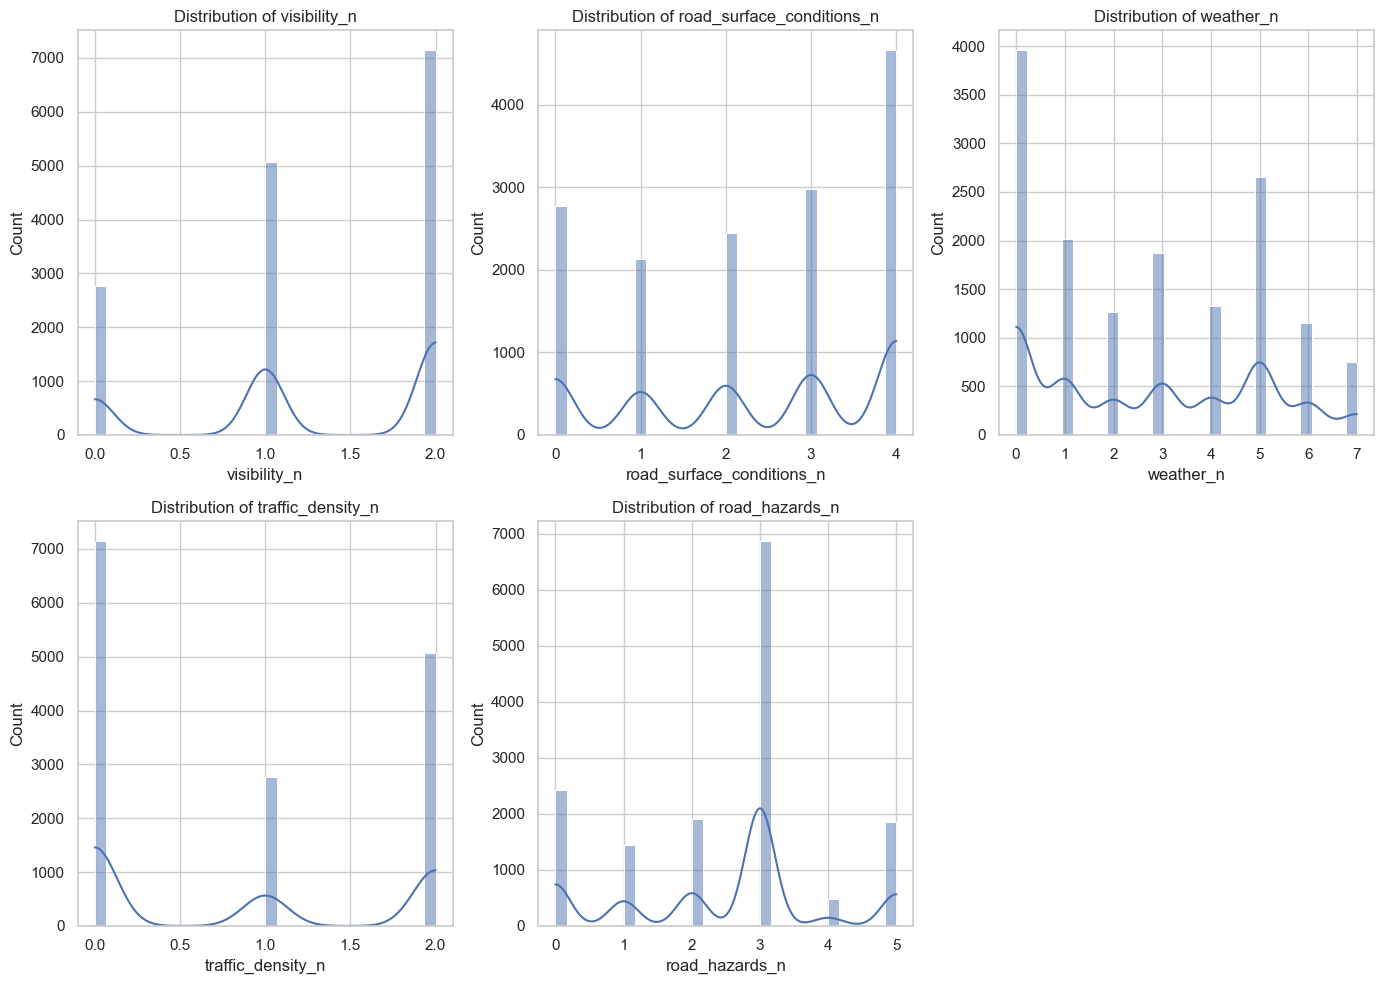 Distribution of visibility_n
7000
6000
5000
4000
3000
2000
1000
0
Count
0.0 0.5 1.0 1.5 2.0
visibility_n
Distribution of road_surface_conditions_n
4000
3000
2000
1000
0
Count
0 1 2 3 4
road_surface_conditions_n
Distribution of weather_n
4000
3500
3000
2500
2000
1500
1000
500
0
Count
0 1 2 3 4 5 6 7
weather_n
Distribution of traffic_density_n
7000
6000
5000
4000
3000
2000
1000
0
Count
0.0 0.5 1.0 1.5 2.0
traffic_density_n
Distribution of road_hazards_n
7000
6000
5000
4000
3000
2000
1000
0
Count
0 1 2 3 4 5
road_hazards_n